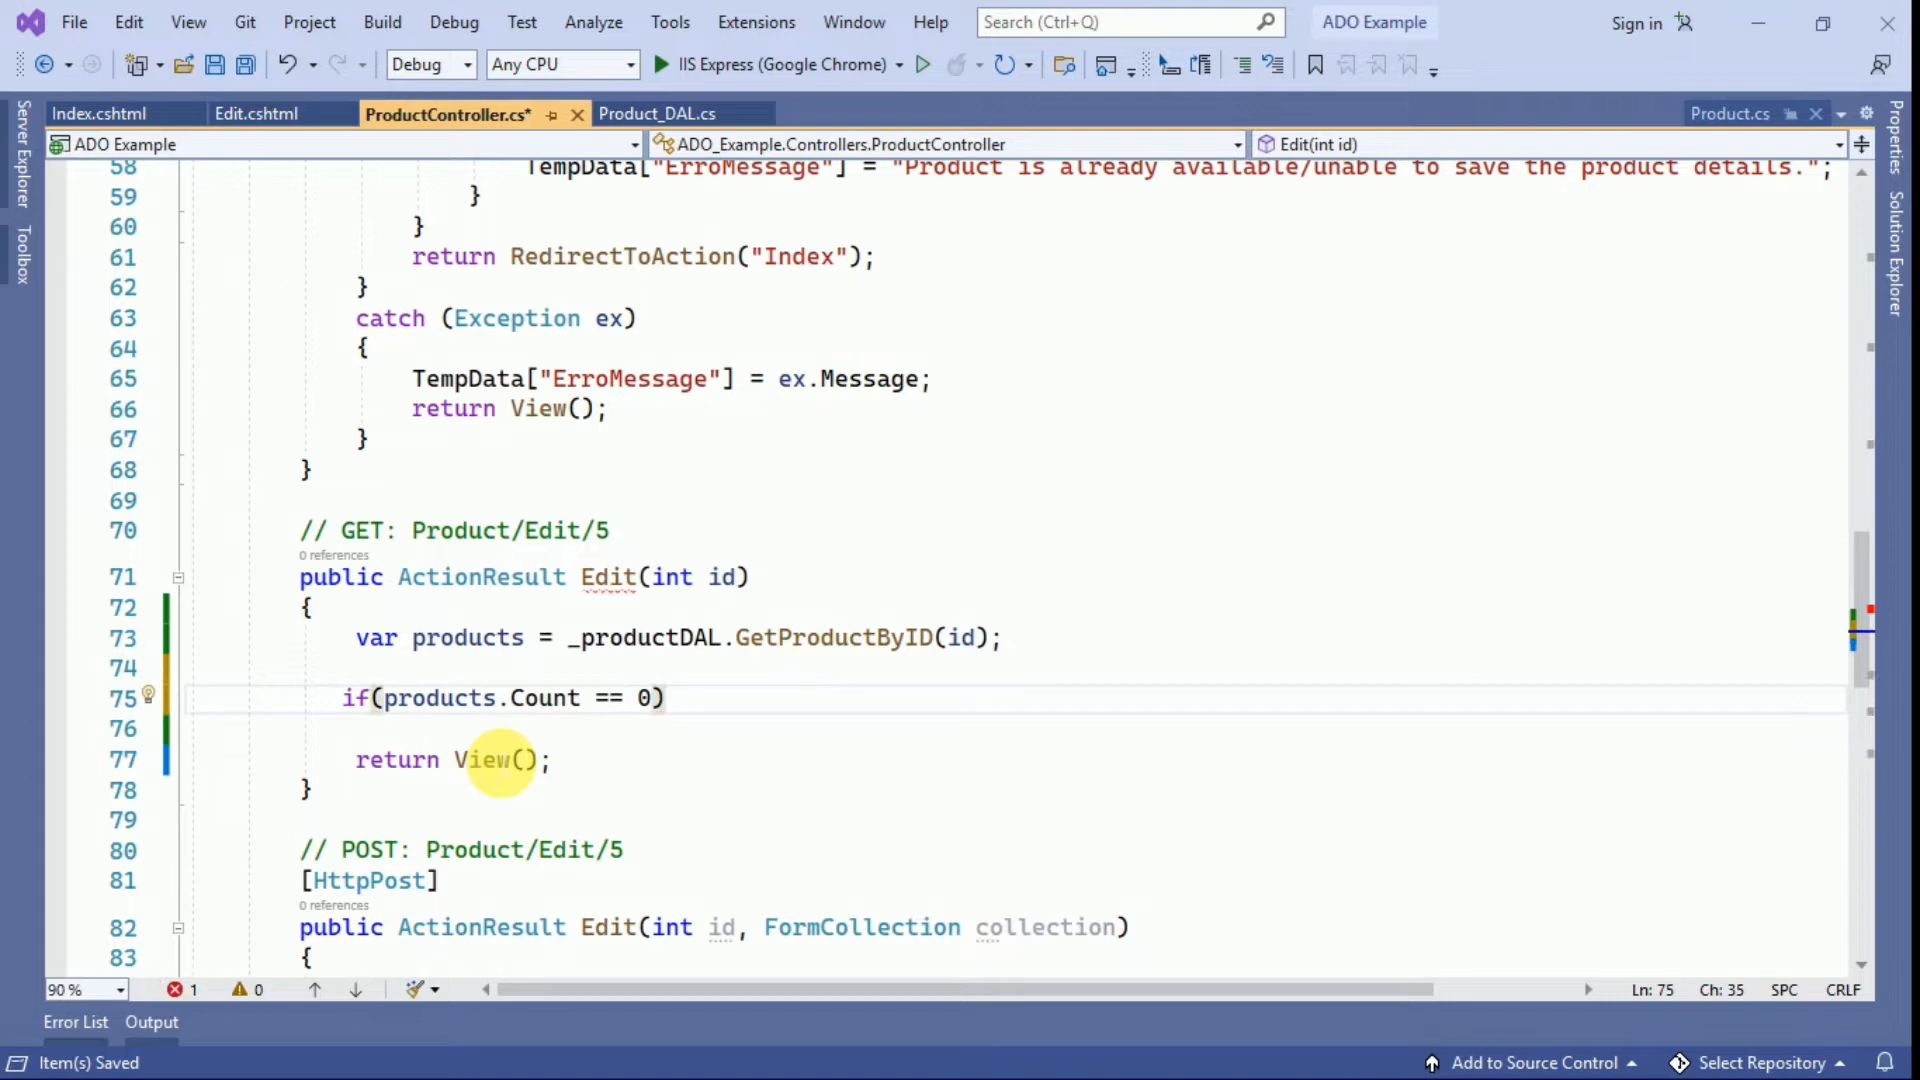 File Edit View Git Project Build Debug Test Analyze Tools Extensions Window Help Search (Ctrl+Q) ADO Example Sign in
Debug Any CPU IIS Express (Google Chrome)
Index.cshtml Edit.cshtml ProductController.cs* Product_DAL.cs Product.cs
ADO Example ADO_Example.Controllers.ProductController Edit(int id)
Server Explorer
Toolbox
58 TempData["ErroMessage"] = "Product is already available/unable to save the product details.";
59 }
60 }
61 return RedirectToAction("Index");
62 }
63 catch (Exception ex)
64 {
65 TempData["ErroMessage"] = ex.Message;
66 return View();
67 }
68 }
69
70 // GET: Product/Edit/5
0 references
71 public ActionResult Edit(int id)
72 {
73 var products = _productDAL.GetProductByID(id);
74
75 if(products.Count == 0)
76
77 return View();
78 }
79
80 // POST: Product/Edit/5
81 [HttpPost]
0 references
82 public ActionResult Edit(int id, FormCollection collection)
83 {
Properties
Solution Explorer
90 % 1 0 Ln: 75 Ch: 35 SPC CRLF
Error List Output
Item(s) Saved Add to Source Control Select Repository